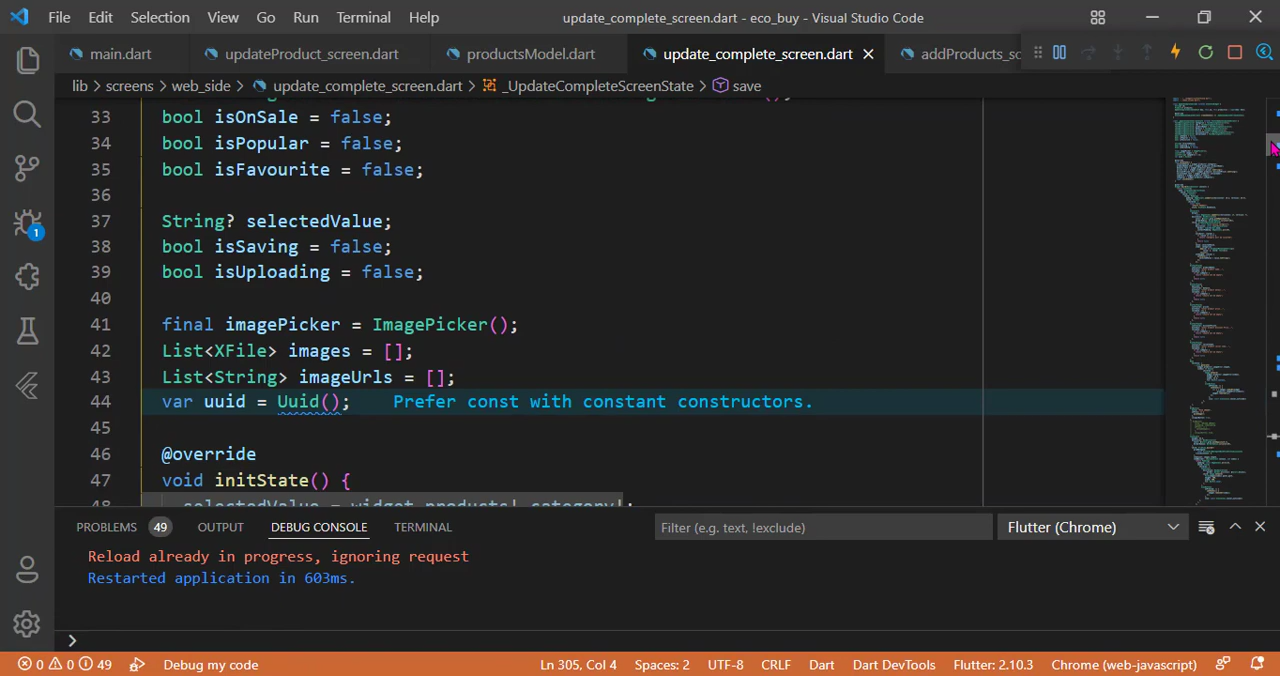 File Edit Selection View Go Run Terminal Help update_complete_screen.dart - eco_buy - Visual Studio Code
main.dart updateProduct_screen.dart productsModel.dart update_complete_screen.dart addProducts_sc
lib > screens > web_side > update_complete_screen.dart > _UpdateCompleteScreenState > save
33 bool isOnSale = false;
34 bool isPopular = false;
35 bool isFavourite = false;
36
37 String? selectedValue;
38 bool isSaving = false;
39 bool isUploading = false;
40
41 final imagePicker = ImagePicker();
42 List<XFile> images = [];
43 List<String> imageUrls = [];
44 var uuid = Uuid(); Prefer const with constant constructors.
45
46 @override
47 void initState() {
48 selectedValue = widget.products!.category!;
PROBLEMS 49 OUTPUT DEBUG CONSOLE TERMINAL Filter (e.g. text, !exclude) Flutter (Chrome)
Reload already in progress, ignoring request
Restarted application in 603ms.
1
0 0 49 Debug my code Ln 305, Col 4 Spaces: 2 UTF-8 CRLF Dart Dart DevTools Flutter: 2.10.3 Chrome (web-javascript)